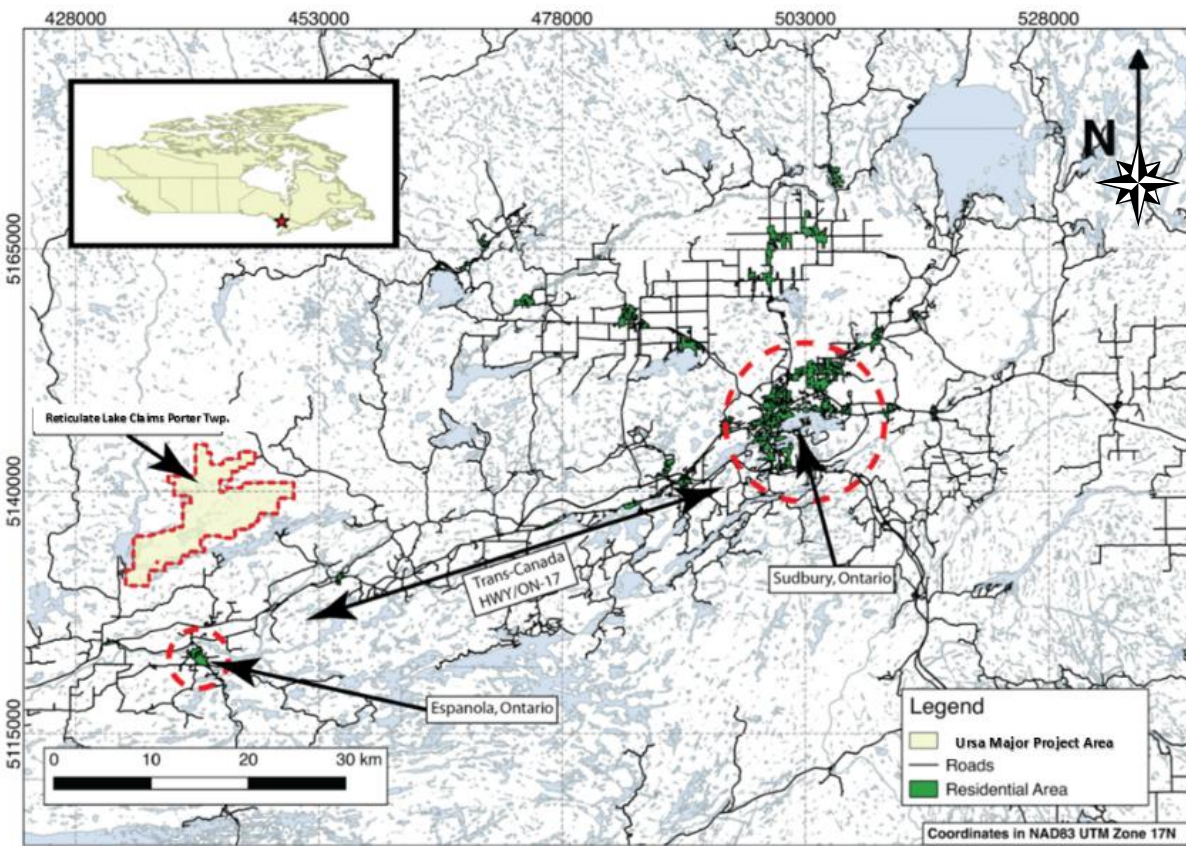 428000 453000 478000 503000 528000
N
5165000
Reticulate Lake Claims Porter Twp.
5140000
Trans-Canada
HWY/ON-17
Sudbury, Ontario
Espanola, Ontario
5115000
0 10 20 30 km
Legend
Ursa Major Project Area
Roads
Residential Area
Coordinates in NAD83 UTM Zone 17N